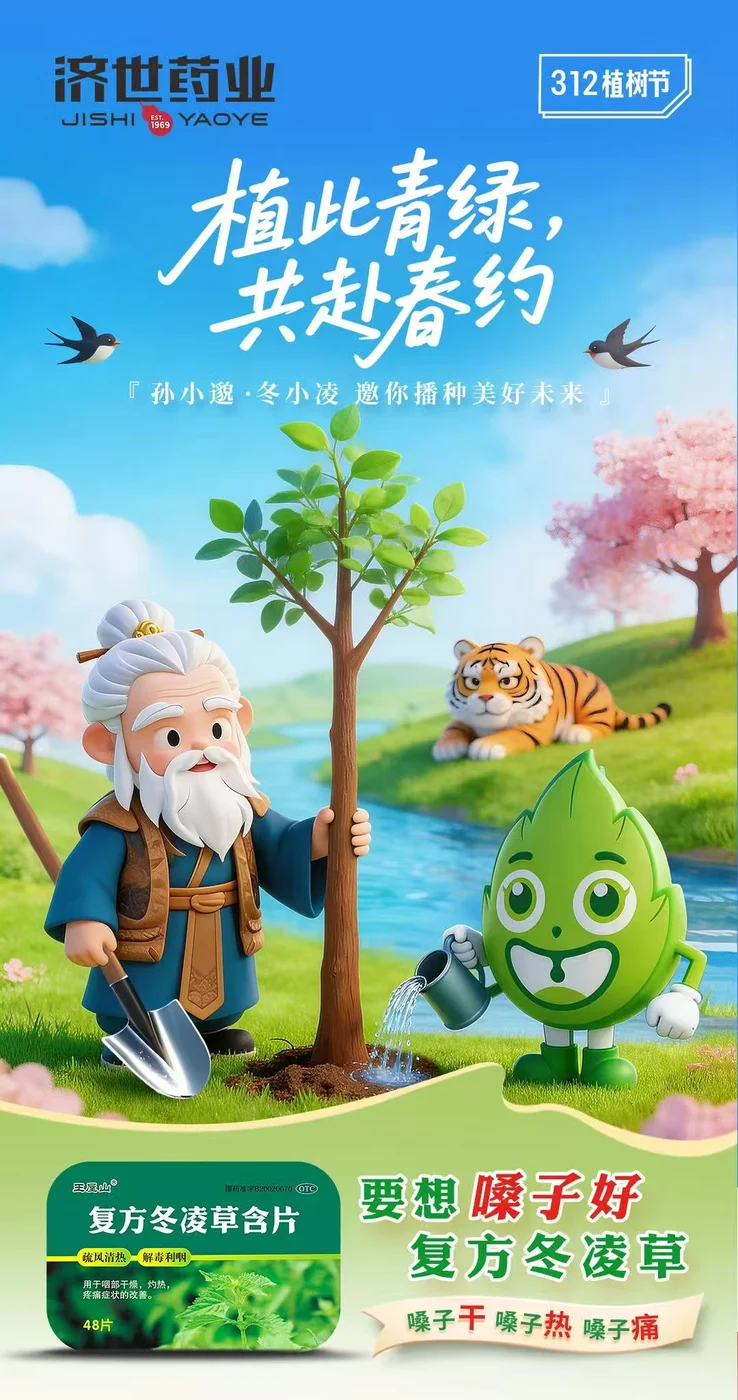 济世药业
JISHI YAOYE
EST.
1969
312植树节
植此青绿，
共赴春约
『 孙小邈·冬小凌 邀你播种美好未来 』
王屋山®
国药准字B20020070 OTC
复方冬凌草含片
疏风清热 解毒利咽
用于咽部干燥，灼热，
疼痛症状的改善。
48片
要想嗓子好
复方冬凌草
嗓子干 嗓子热 嗓子痛